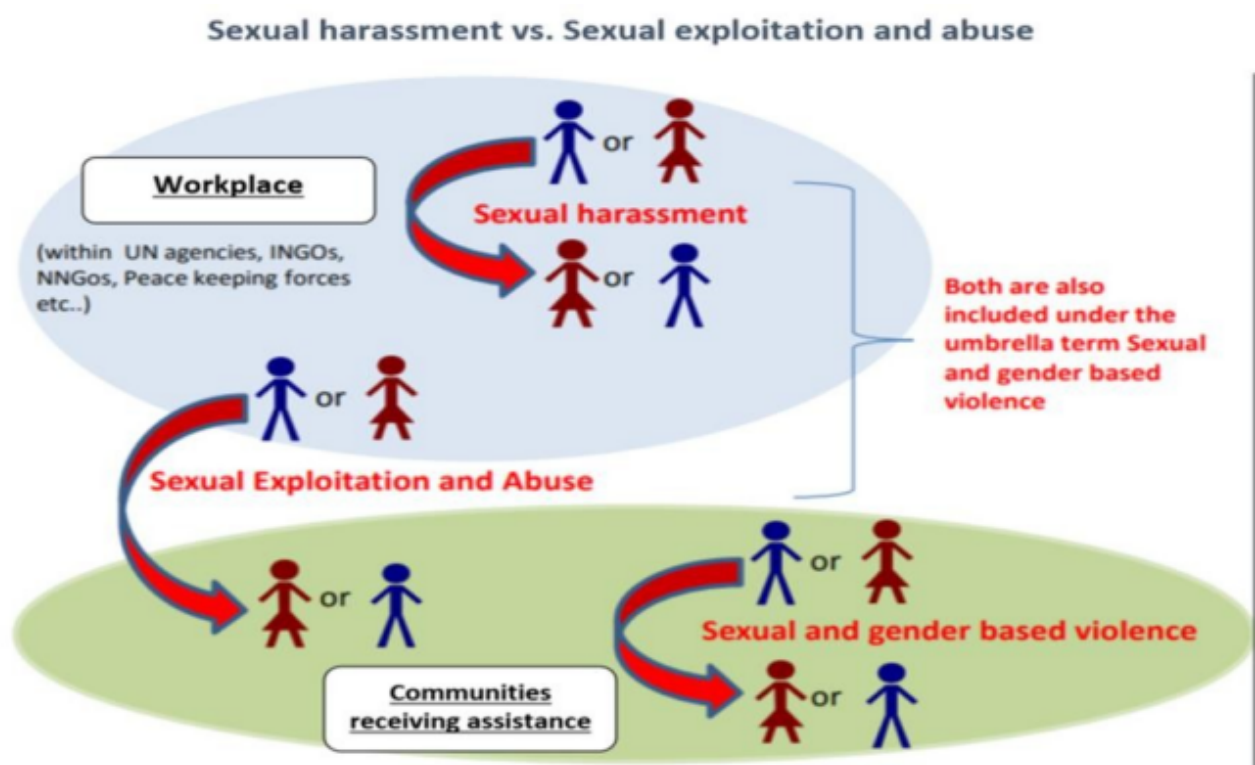 Sexual harassment vs. Sexual exploitation and abuse
or
Workplace
Sexual harassment
(within UN agencies, INGOs,
NNGos, Peace keeping forces
etc..)
or
Both are also
included under the
umbrella term Sexual
and gender based
violence
or
Sexual Exploitation and Abuse
or
or
Sexual and gender based violence
Communities
receiving assistance
or